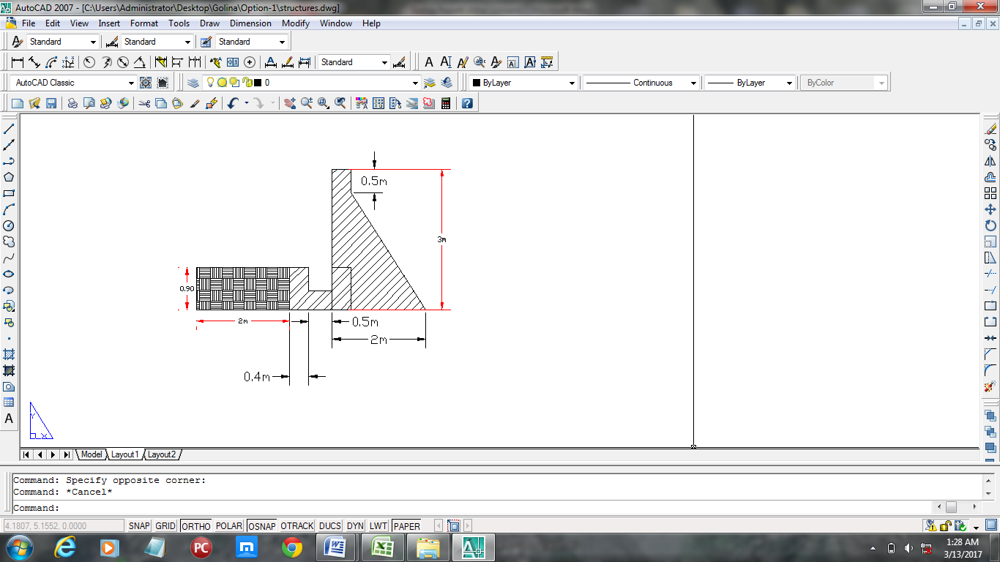 AutoCAD 2007 - [C:\Users\Administrator\Desktop\Golina\Option-1\structures.dwg]
File Edit View Insert Format Tools Draw Dimension Modify Window Help
Standard Standard Standard
Standard
AutoCAD Classic 0 ByLayer Continuous ByLayer ByColor
0.5m
3m
0.90
2m 0.5m
2m
0.4m
Y
X
A
Model Layout1 Layout2
Command: Specify opposite corner:
Command: *Cancel*
Command:
4.1807, 5.1552, 0.0000 SNAP GRID ORTHO POLAR OSNAP OTRACK DUCS DYN LWT PAPER
PC
1:28 AM
3/13/2017